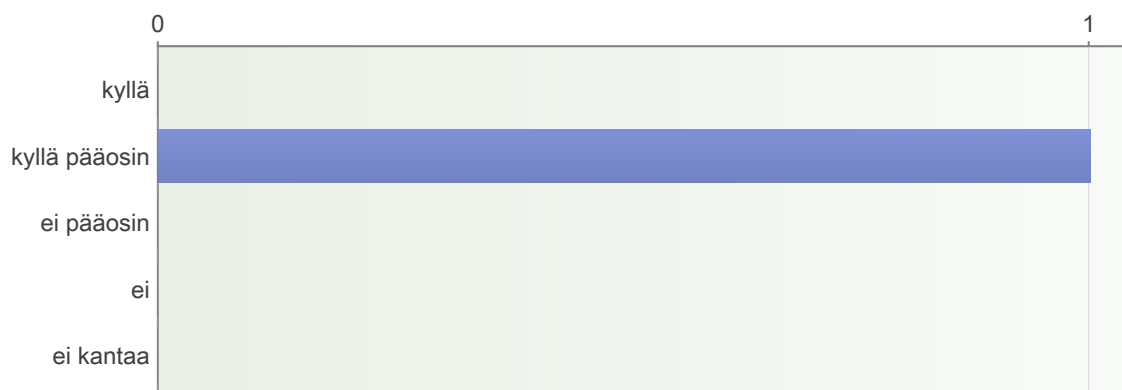 0 1
kyllä
kyllä pääosin
ei pääosin
ei
ei kantaa